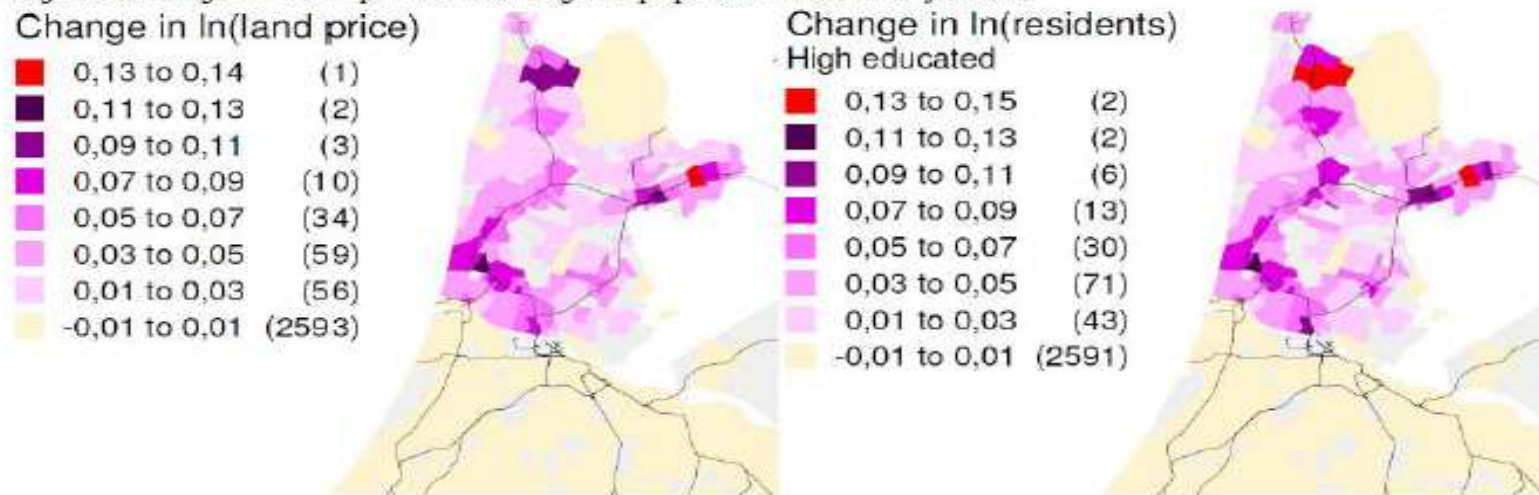 Change in ln(land price)
0,13 to 0,14 (1)
0,11 to 0,13 (2)
0,09 to 0,11 (3)
0,07 to 0,09 (10)
0,05 to 0,07 (34)
0,03 to 0,05 (59)
0,01 to 0,03 (56)
-0,01 to 0,01 (2593)
Change in ln(residents)
High educated
0,13 to 0,15 (2)
0,11 to 0,13 (2)
0,09 to 0,11 (6)
0,07 to 0,09 (13)
0,05 to 0,07 (30)
0,03 to 0,05 (71)
0,01 to 0,03 (43)
-0,01 to 0,01 (2591)